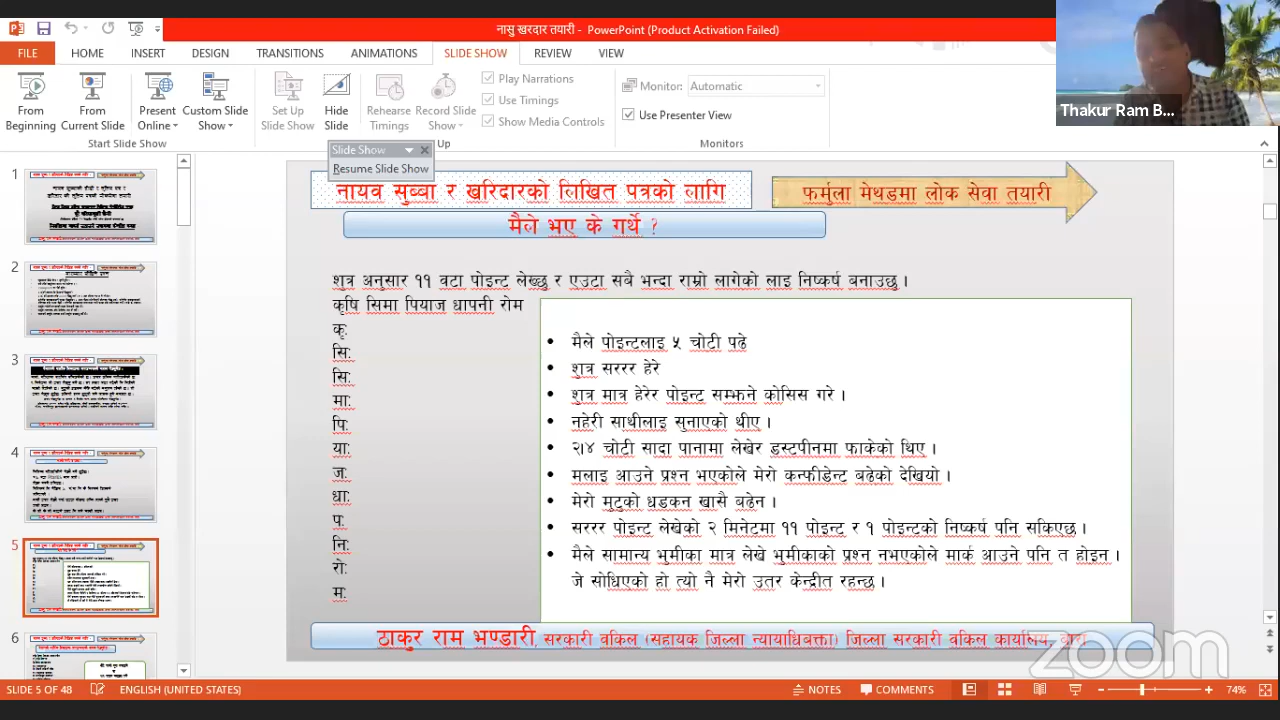 नासु खरदार तयारी - PowerPoint (Product Activation Failed)
FILE HOME INSERT DESIGN TRANSITIONS ANIMATIONS SLIDE SHOW REVIEW VIEW
From Beginning
From Current Slide
Present Online
Custom Slide Show
Set Up Slide Show
Hide Slide
Rehearse Timings
Record Slide Show
Play Narrations
Use Timings
Show Media Controls
Monitor: Automatic
Use Presenter View
Start Slide Show
Up
Monitors
Thakur Ram B...
Slide Show
Resume Slide Show
1
2
3
4
5
6
नायव सुब्बा र खरिदारको लिखित पत्रको लागि
फर्मुला मेथडमा लोक सेवा तयारी
मैले भए के गर्थे ?
शुत्र अनुसार ११ वटा पोइन्ट लेख्छु र एउटा सबै भन्दा राम्रो लागेको लाइ निष्कर्ष बनाउछु ।
कृषि सिमा पियाज धापनी रोम
कृ:
सि:
सि:
मा:
पि:
या:
ज:
धा:
प:
नि:
रो:
म:
• मैले पोइन्टलाइ ५ चोटी पढे
• शुत्र सररर हेरे
• शुत्र मात्र हेरेर पोइन्ट सम्झने कोसिस गरे ।
• नहेरी साथीलाइ सुनाएको थीए ।
• २।४ चोटी सादा पानामा लेखेर डस्टपीनमा फाकेको थिए ।
• मलाइ आउने प्रश्न भएकोले मेरो कन्फीडेन्ट बढेको देखियो ।
• मेरो मुटुको धडकन खासै बढेन ।
• सररर पोइन्ट लेखेको २ मिनेटमा ११ पोइन्ट र १ पोइन्टको निष्कर्ष पनि सकिएछ ।
• मैले सामान्य भुमीका मात्र लेखे भुमीकाको प्रश्न नभएकोले मार्क आउने पनि त होइन । जे सोधिएको हो त्यो नै मेरो उतर केन्द्रीत रहन्छ ।
ठाकुर राम भण्डारी, सरकारी वकिल (सहायक जिल्ला न्यायाधिवक्ता) जिल्ला सरकारी वकिल कार्यालय, बारा
zoom
SLIDE 5 OF 48 ENGLISH (UNITED STATES) NOTES COMMENTS 74%